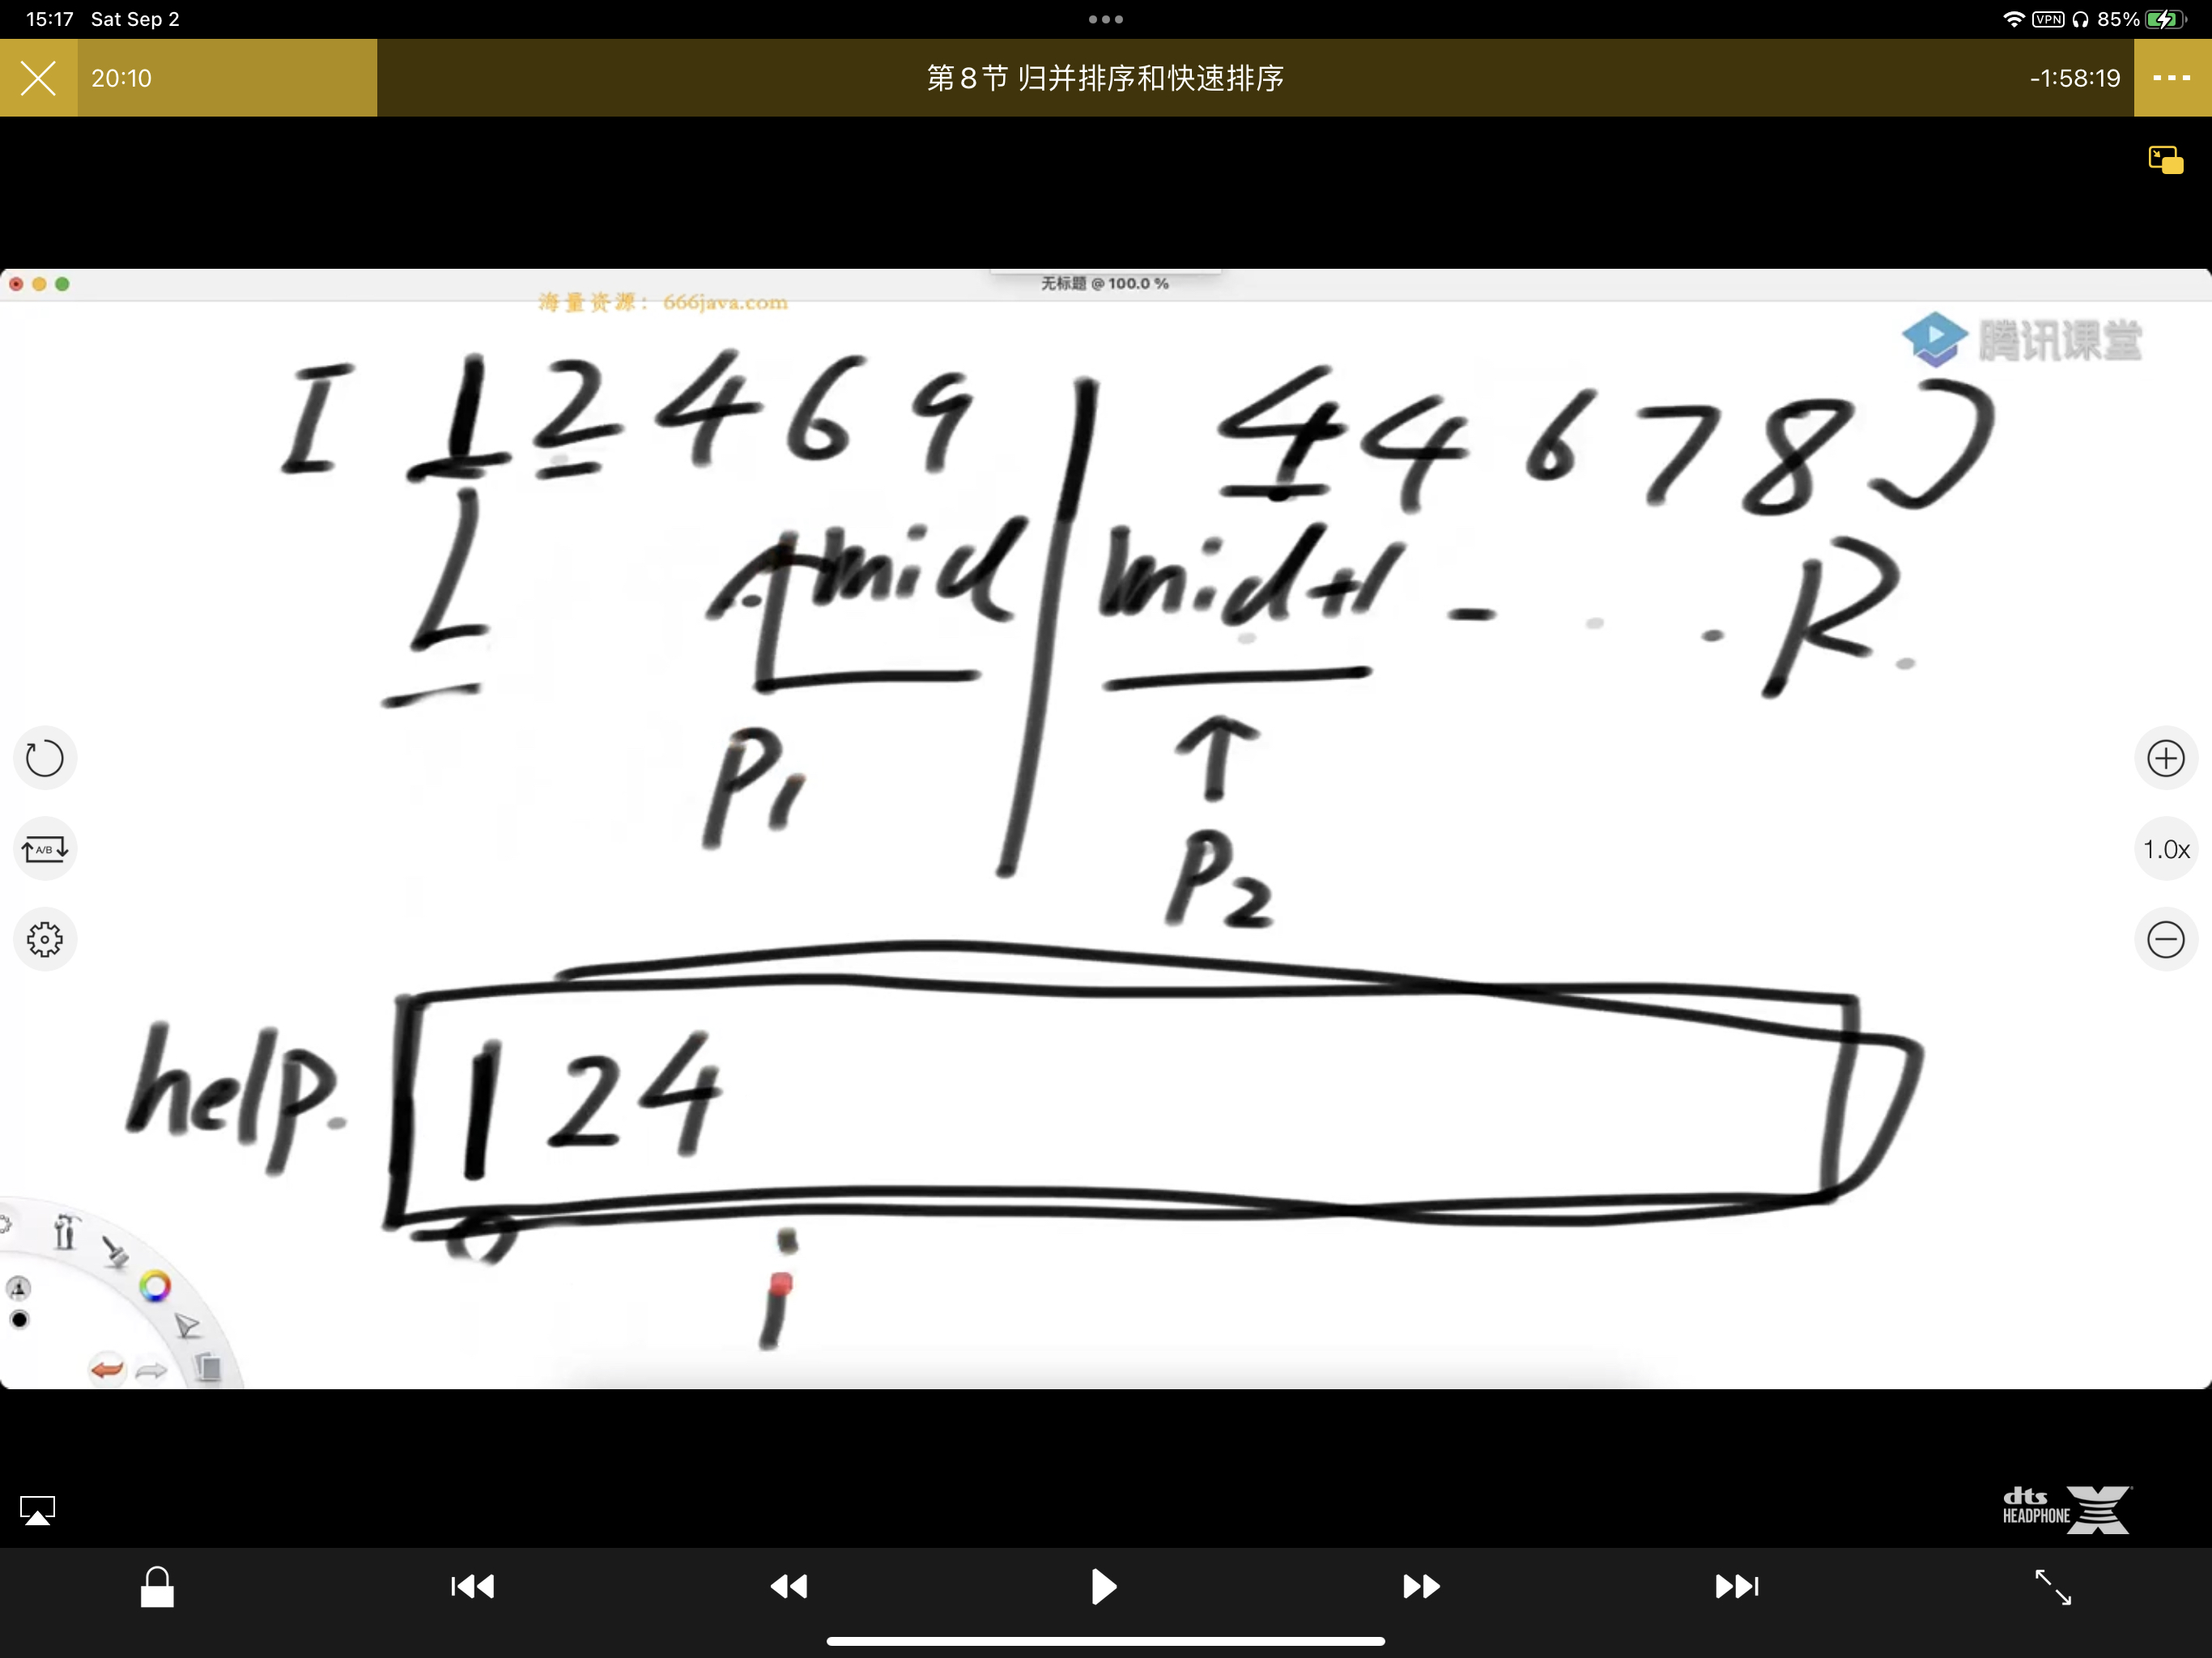 15:17 Sat Sep 2 VPN 85%
20:10 第8节 归并排序和快速排序 -1:58:19
无标题 @ 100.0 %
海量资源：666java.com
腾讯课堂
[ 1 2 4 6 9 | 4 4 6 7 8 ]
L mid mid+1 - . . R.
P1 P2
A/B 1.0x
help. 1 2 4
0 i
i
dts
HEADPHONE X